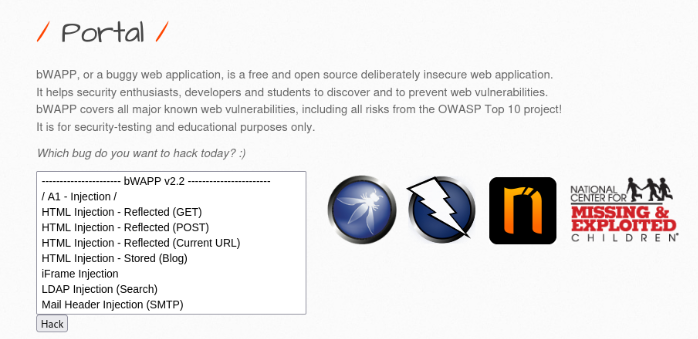 / Portal /
bWAPP, or a buggy web application, is a free and open source deliberately insecure web application.
It helps security enthusiasts, developers and students to discover and to prevent web vulnerabilities.
bWAPP covers all major known web vulnerabilities, including all risks from the OWASP Top 10 project!
It is for security-testing and educational purposes only.
Which bug do you want to hack today? :)
---------------------- bWAPP v2.2 -----------------------
/ A1 - Injection /
HTML Injection - Reflected (GET)
HTML Injection - Reflected (POST)
HTML Injection - Reflected (Current URL)
HTML Injection - Stored (Blog)
iFrame Injection
LDAP Injection (Search)
Mail Header Injection (SMTP)
Hack
n
NATIONAL
CENTER FOR
MISSING &
EXPLOITED
CHILDREN®